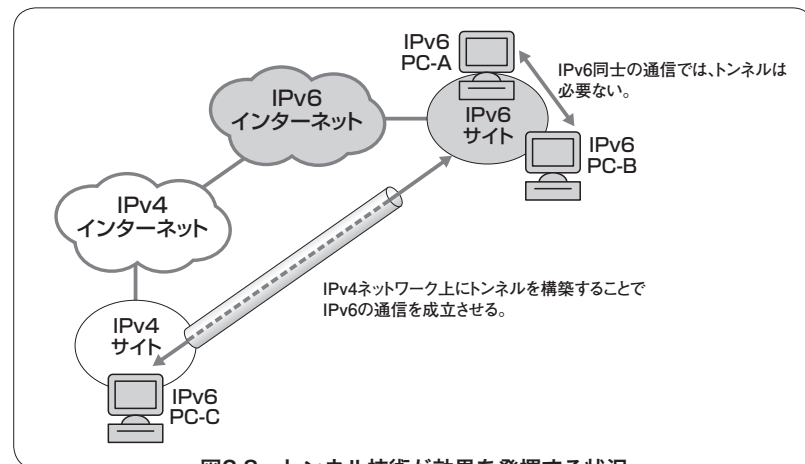 IPv6
PC-A
IPv6同士の通信では、トンネルは
必要ない。
IPv6
インターネット
IPv6
サイト
IPv6
PC-B
IPv4
インターネット
IPv4ネットワーク上にトンネルを構築することで
IPv6の通信を成立させる。
IPv4
サイト
IPv6
PC-C